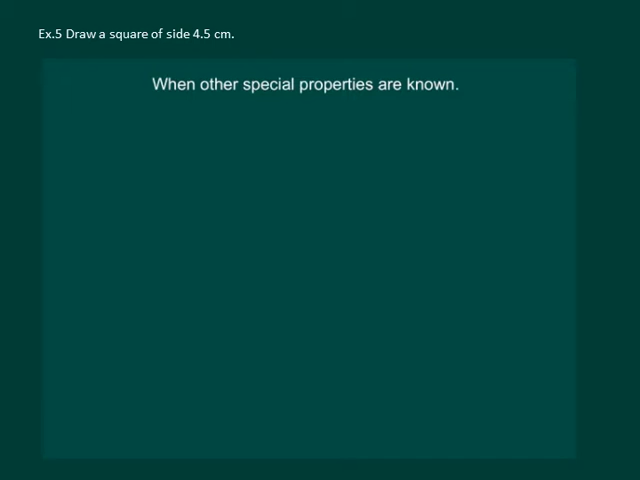 Ex.5 Draw a square of side 4.5 cm.
When other special properties are known.